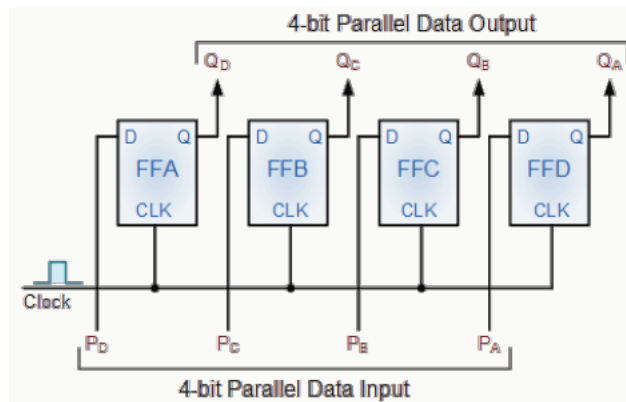 4-bit Parallel Data Output
QD QC QB QA
D Q D Q D Q D Q
FFA FFB FFC FFD
CLK CLK CLK CLK
Clock
PD PC PB PA
4-bit Parallel Data Input